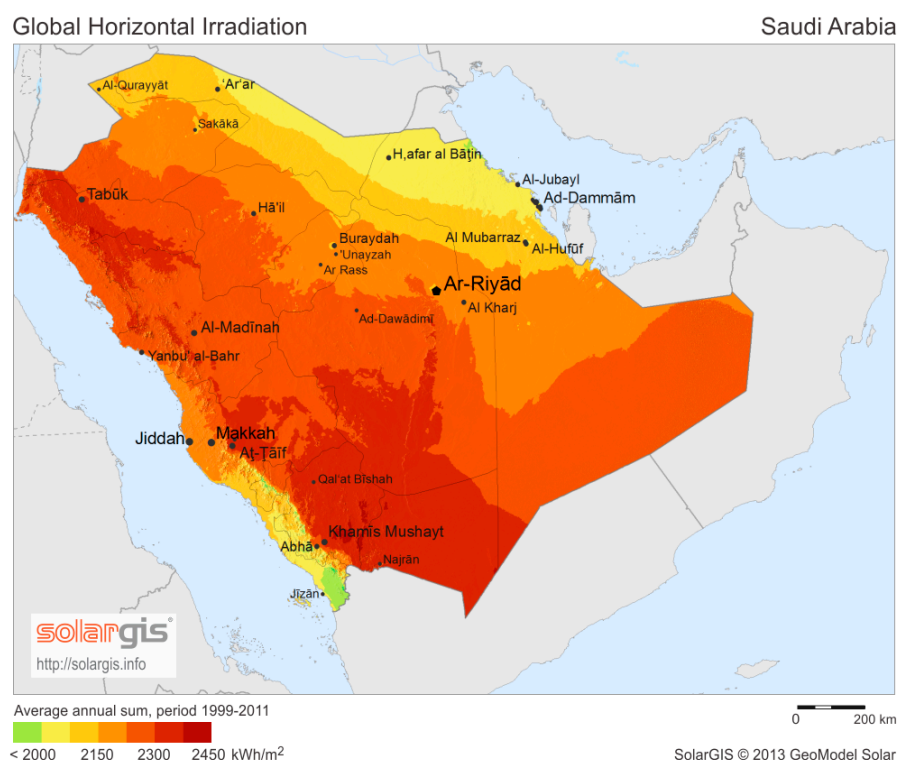 Global Horizontal Irradiation
Saudi Arabia
Al-Qurayyāt
'Ar'ar
Sakākā
H,afar al Bāţin
Al-Jubayl
Tabūk
Ad-Dammām
Hā'il
Buraydah
Al Mubarraz
'Unayzah
Al-Hufūf
Ar Rass
Ar-Riyād
Al Kharj
Ad-Dawādimī
Al-Madīnah
Yanbu' al-Bahr
Jiddah
Makkah
Aţ-Ţāīf
Qal'at Bīshah
Khamīs Mushayt
Abhā
Najrān
Jīzān
solargis
http://solargis.info
Average annual sum, period 1999-2011
< 2000 2150 2300 2450 kWh/m²
0 200 km
SolarGIS © 2013 GeoModel Solar